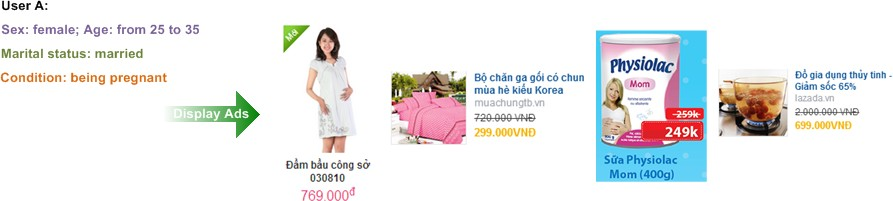 User A:
Sex: female; Age: from 25 to 35
Marital status: married
Condition: being pregnant
Display Ads
Mới
Đầm bầu công sở
030810
769.000đ
Bộ chăn ga gối có chun
mùa hè kiểu Korea
muachungtb.vn
720.000 VNĐ
299.000VNĐ
Physiolac
Mom
259k
249k
Sữa Physiolac
Mom (400g)
Đồ gia dụng thủy tinh -
Giảm sốc 65%
lazada.vn
2.000.000 VNĐ
699.000VNĐ